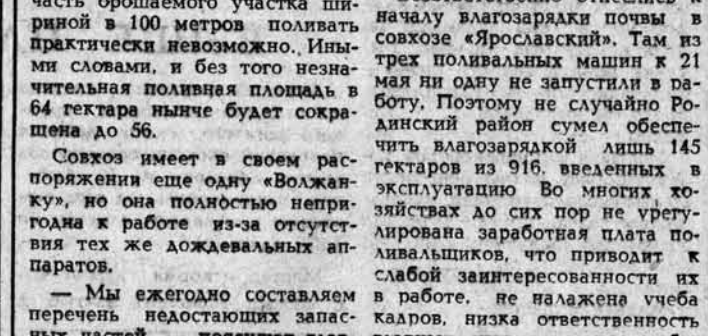 часть орошаемого участка ши-
риной в 100 метров поливать
практически невозможно. Ины-
ми словами, и без того незна-
чительная поливная площадь в
64 гектара нынче будет сокра-
щена до 56.
Совхоз имеет в своем рас-
поряжении еще одну «Волжан-
ку», но она полностью непри-
годна к работе из-за отсутст-
вия тех же дождевальных ап-
паратов.
— Мы ежегодно составляем
перечень недостающих запас-
ных частей
началу влагозарядки почвы в
совхозе «Ярославский». Там из
трех поливальных машин к 21
мая ни одну не запустили в ра-
боту. Поэтому не случайно Ро-
динский район сумел обеспе-
чить влагозарядкой лишь 145
гектаров из 916, введенных в
эксплуатацию Во многих хо-
зяйствах до сих пор не урегу-
лирована заработная плата по-
ливальщиков, что приводит к
слабой заинтересованности их
в работе, не налажена учеба
кадров, низка ответственность